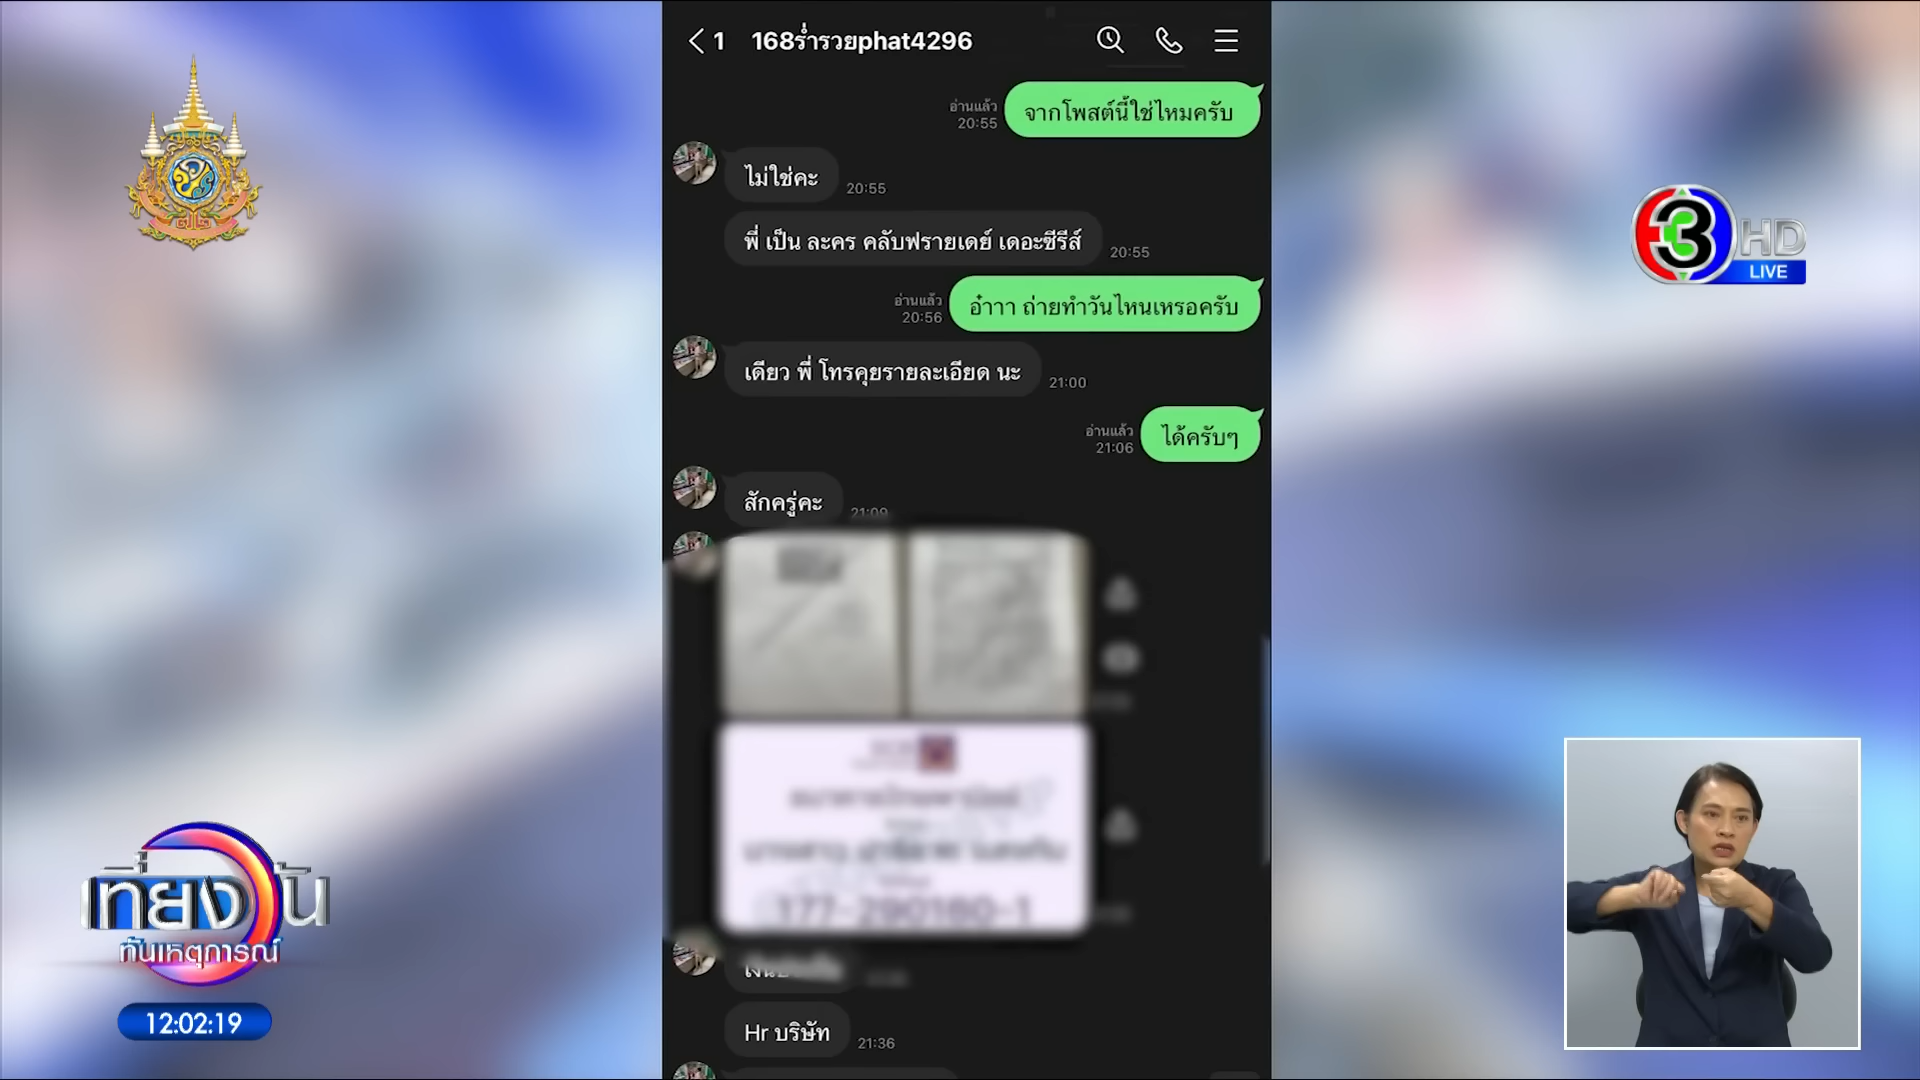 1 168ร่ำรวยphat4296
จากโพสต์นี้ใช่ไหมครับ
อ่านแล้ว
20:55
ไม่ใช่คะ
20:55
พี่ เป็น ละคร คลับฟรายเดย์ เดอะซีรีส์
20:55
อ๋าาา ถ่ายทำวันไหนเหรอครับ
อ่านแล้ว
20:56
เดียว พี่ โทรคุยรายละเอียด นะ
21:00
ได้ครับๆ
อ่านแล้ว
21:06
สักครู่คะ
21:09
Hr บริษัท
21:36
3 HD
LIVE
เที่ยงวัน
ทันเหตุการณ์
12:02:19